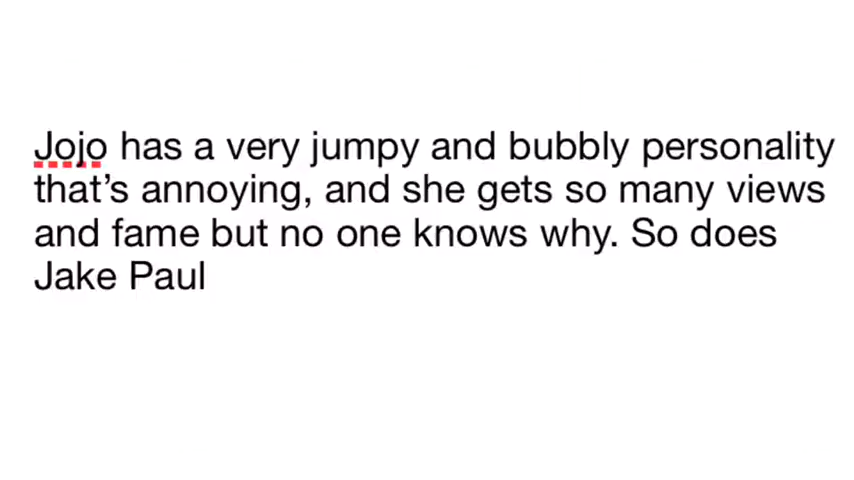 Jojo has a very jumpy and bubbly personality
that’s annoying, and she gets so many views
and fame but no one knows why. So does
Jake Paul